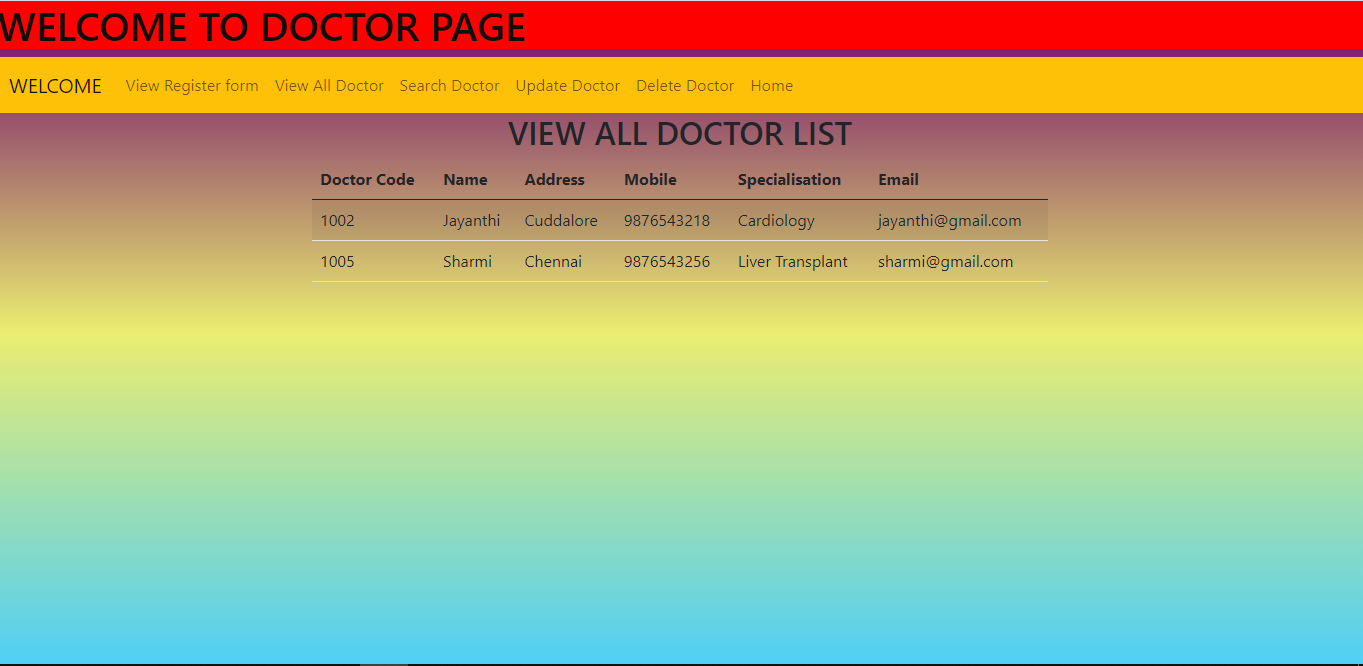 WELCOME TO DOCTOR PAGE
WELCOME View Register form View All Doctor Search Doctor Update Doctor Delete Doctor Home
VIEW ALL DOCTOR LIST
Doctor Code Name Address Mobile Specialisation Email
1002 Jayanthi Cuddalore 9876543218 Cardiology jayanthi@gmail.com
1005 Sharmi Chennai 9876543256 Liver Transplant sharmi@gmail.com